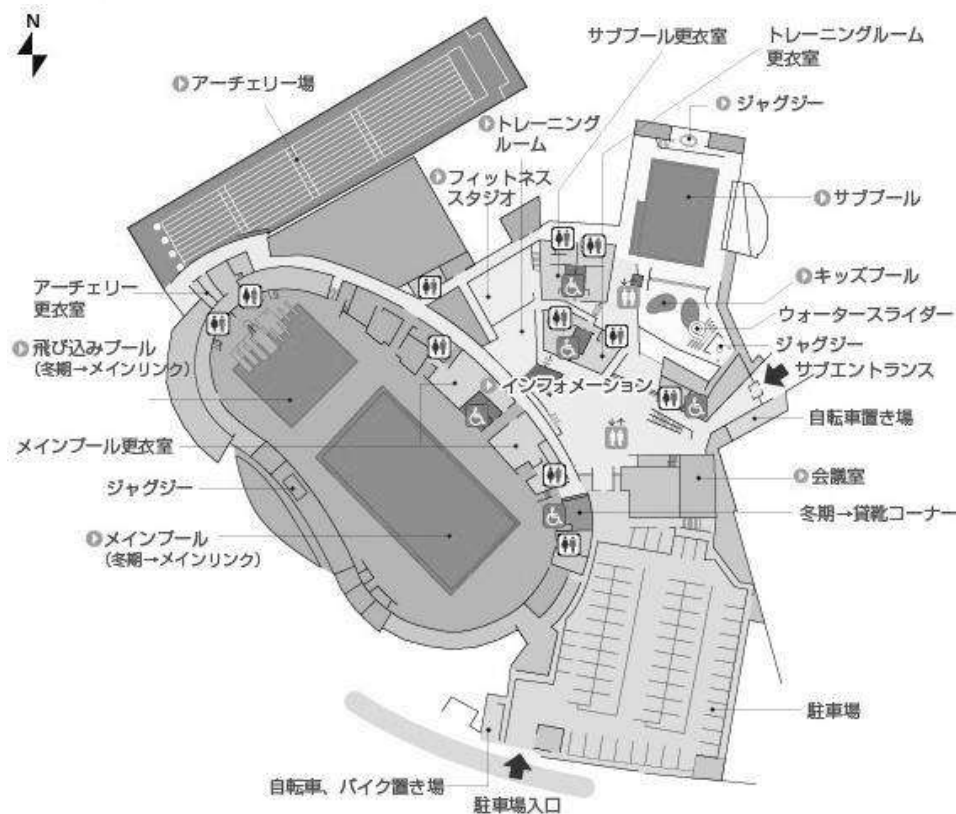 N
サブプール更衣室
トレーニングルーム
更衣室
アーチェリー場
ジャグジー
トレーニング
ルーム
フィットネス
スタジオ
サブプール
キッズプール
アーチェリー
更衣室
ウォータースライダー
飛び込みプール
(冬期→メインリンク)
ジャグジー
サブエントランス
インフォメーション
自転車置き場
メインプール更衣室
会議室
ジャグジー
冬期→貸靴コーナー
メインプール
(冬期→メインリンク)
駐車場
自転車、バイク置き場
駐車場入口